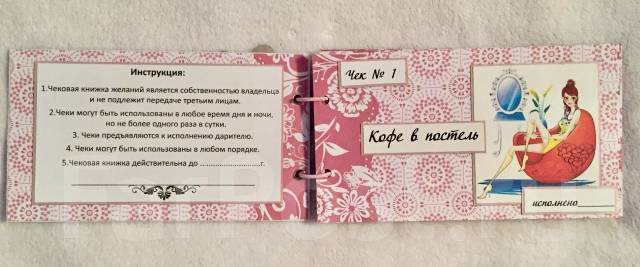 Инструкция:
1.Чековая книжка желаний является собственностью владельца
и не подлежит передаче третьим лицам.
2.Чеки могут быть использованы в любое время дня и ночи,
но не более одного раза в сутки.
3. Чеки предъявляются к исполнению дарителю.
4. Чеки могут быть использованы в любом порядке.
5.Чековая книжка действительна до ......................г.
Чек № 1
Кофе в постель
исполнено________